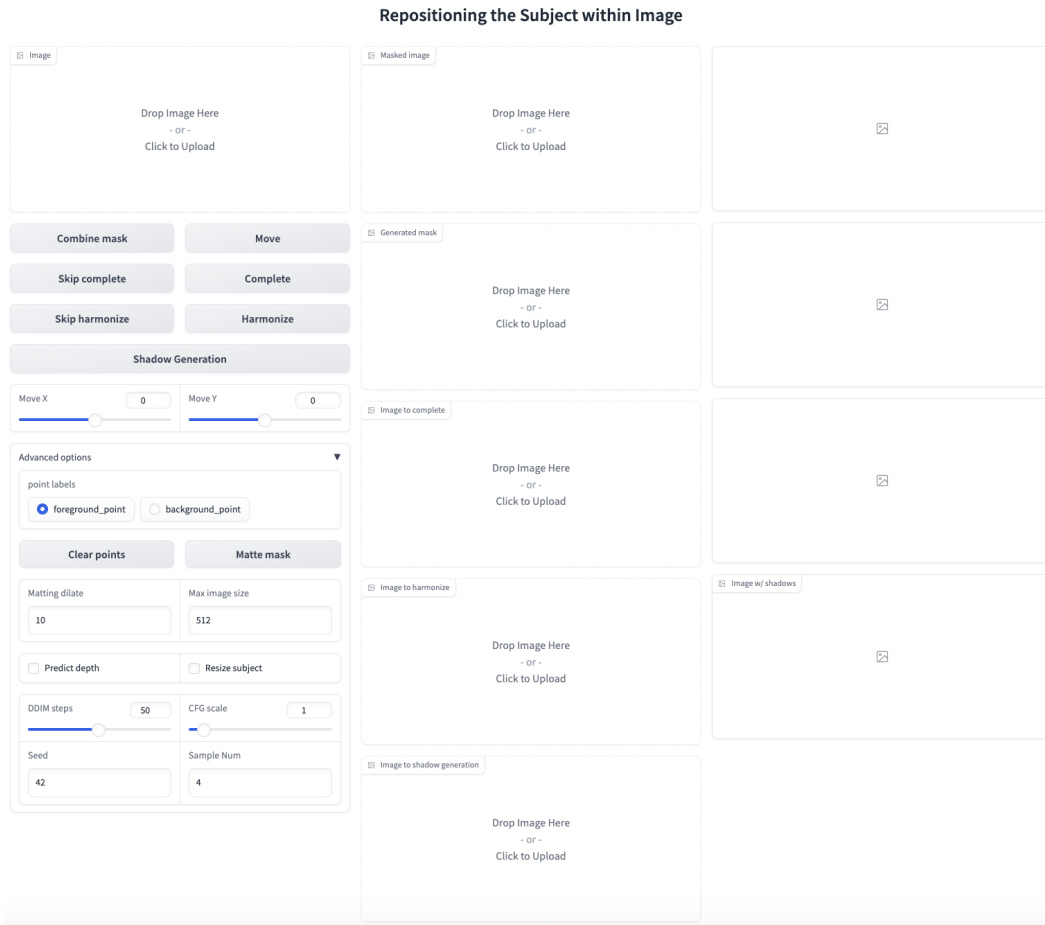 Repositioning the Subject within Image
Image
Drop Image Here
- or -
Click to Upload
Combine mask
Move
Skip complete
Complete
Skip harmonize
Harmonize
Shadow Generation
Move X
0
Move Y
0
Advanced options
▼
point labels
foreground_point
background_point
Clear points
Matte mask
Matting dilate
10
Max image size
512
Predict depth
Resize subject
DDIM steps
50
CFG scale
1
Seed
42
Sample Num
4
Masked image
Drop Image Here
- or -
Click to Upload
Generated mask
Drop Image Here
- or -
Click to Upload
Image to complete
Drop Image Here
- or -
Click to Upload
Image to harmonize
Drop Image Here
- or -
Click to Upload
Image to shadow generation
Drop Image Here
- or -
Click to Upload
Image w/ shadows